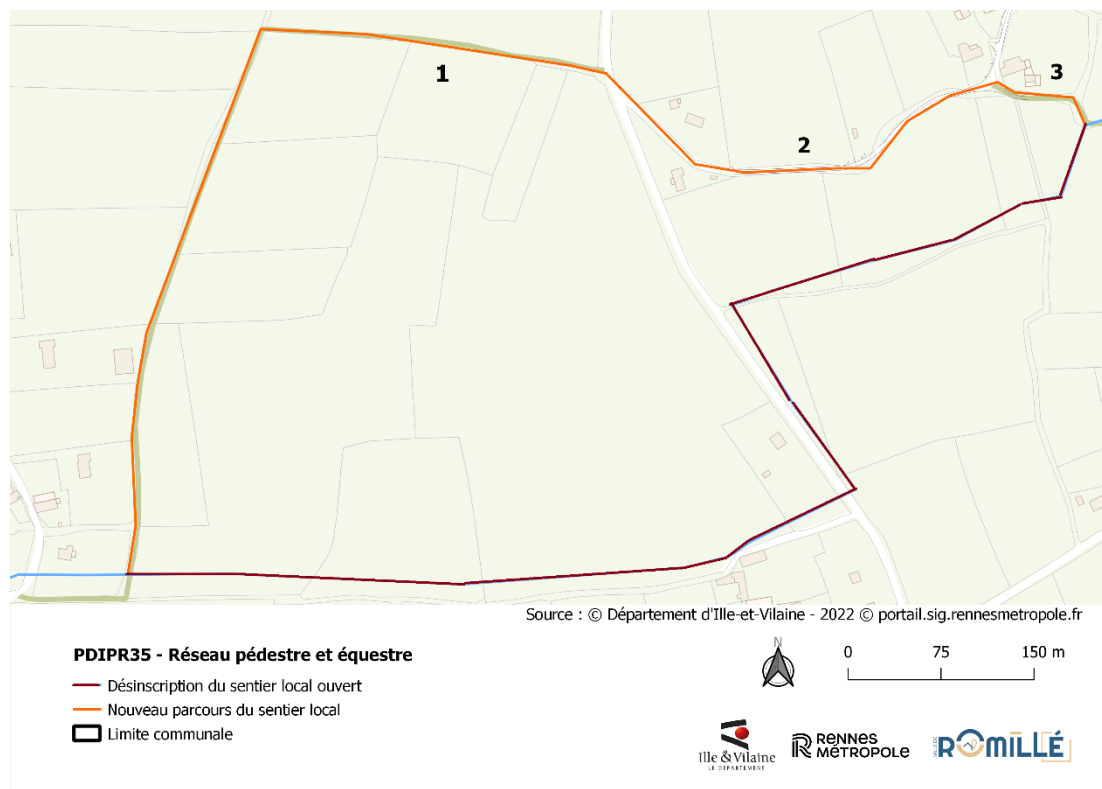 1
2
3
Source : © Département d'Ille-et-Vilaine - 2022 © portail.sig.rennesmetropole.fr
PDIPR35 - Réseau pédestre et équestre
Désinscription du sentier local ouvert
Nouveau parcours du sentier local
Limite communale
N
0 75 150 m
Ille & Vilaine
LE DÉPARTEMENT
RENNES
MÉTROPOLE
VILLE DE
ROMILLÉ